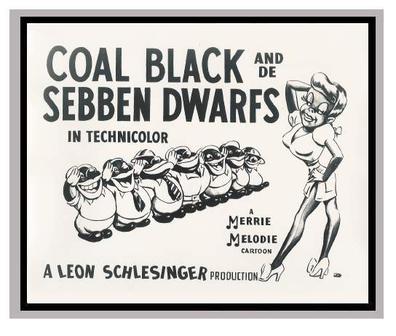 COAL BLACK AND DE
SEBBEN DWARFS
IN TECHNICOLOR
A
MERRIE
MELODIE
CARTOON
A LEON SCHLESINGER PRODUCTION